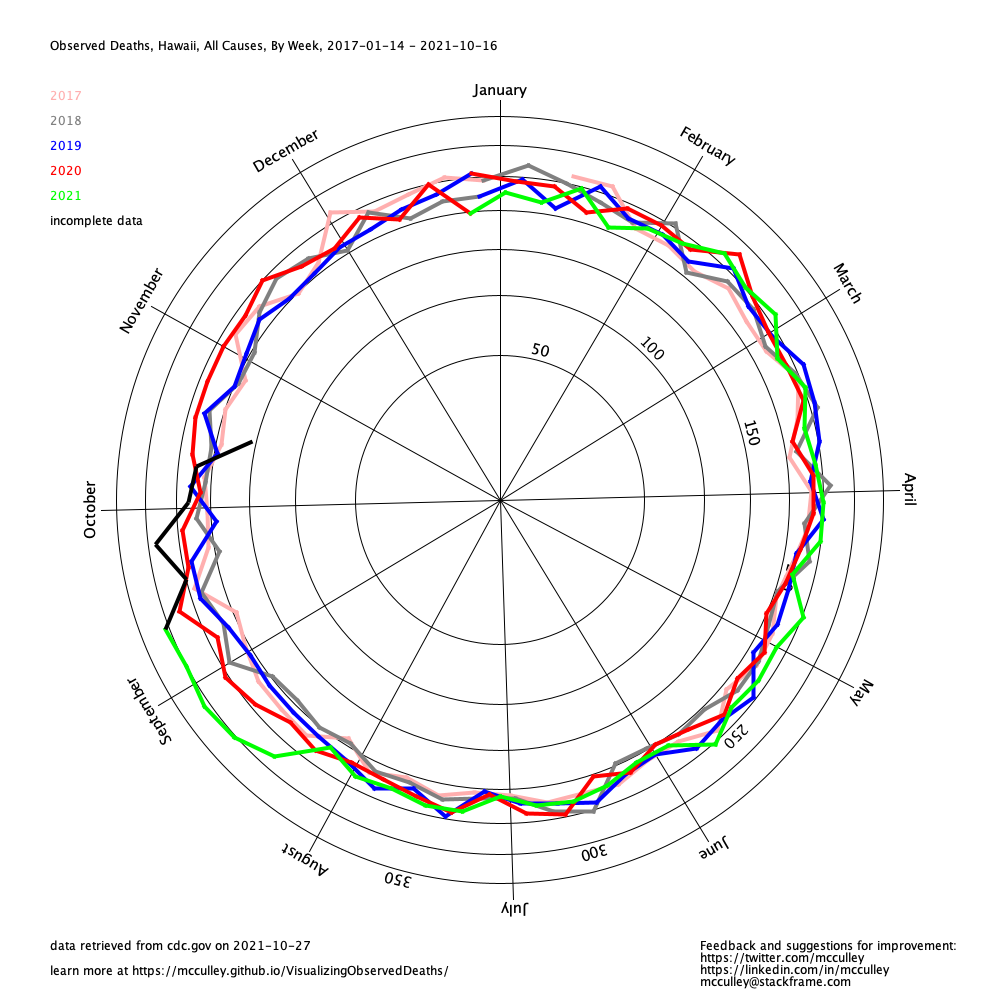 Observed Deaths, Hawaii, All Causes, By Week, 2017-01-14 - 2021-10-16
2017
2018
2019
2020
2021
incomplete data
January
February
March
April
May
June
July
August
September
October
November
December
50
100
150
250
300
350
data retrieved from cdc.gov on 2021-10-27
learn more at https://mcculley.github.io/VisualizingObservedDeaths/
Feedback and suggestions for improvement:
https://twitter.com/mcculley
https://linkedin.com/in/mcculley
mcculley@stackframe.com